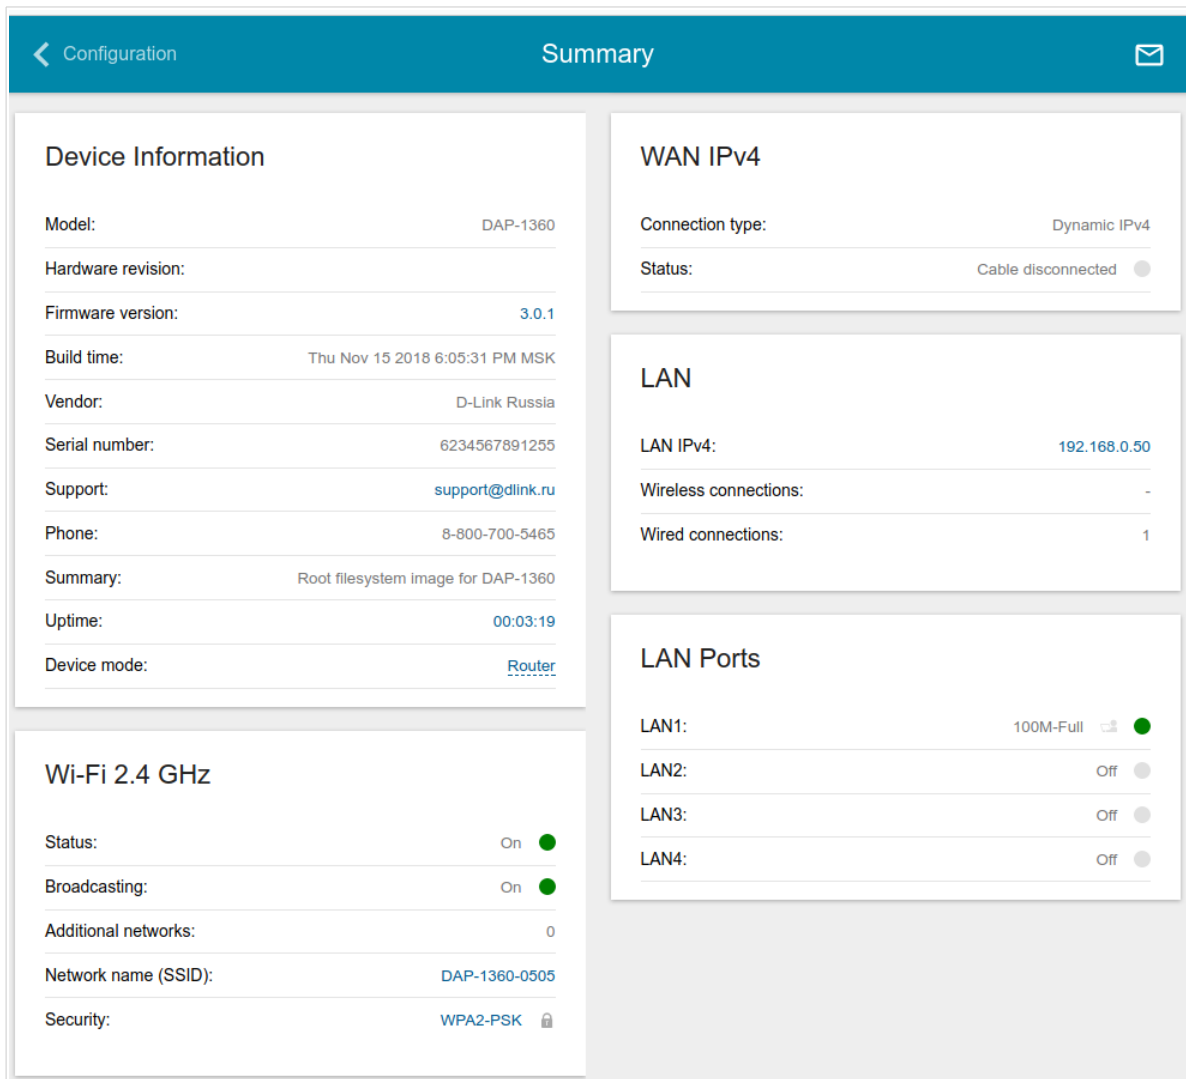 Configuration
Summary
Device Information
Model: DAP-1360
Hardware revision:
Firmware version: 3.0.1
Build time: Thu Nov 15 2018 6:05:31 PM MSK
Vendor: D-Link Russia
Serial number: 6234567891255
Support: support@dlink.ru
Phone: 8-800-700-5465
Summary: Root filesystem image for DAP-1360
Uptime: 00:03:19
Device mode: Router
Wi-Fi 2.4 GHz
Status: On
Broadcasting: On
Additional networks: 0
Network name (SSID): DAP-1360-0505
Security: WPA2-PSK
WAN IPv4
Connection type: Dynamic IPv4
Status: Cable disconnected
LAN
LAN IPv4: 192.168.0.50
Wireless connections: -
Wired connections: 1
LAN Ports
LAN1: 100M-Full
LAN2: Off
LAN3: Off
LAN4: Off